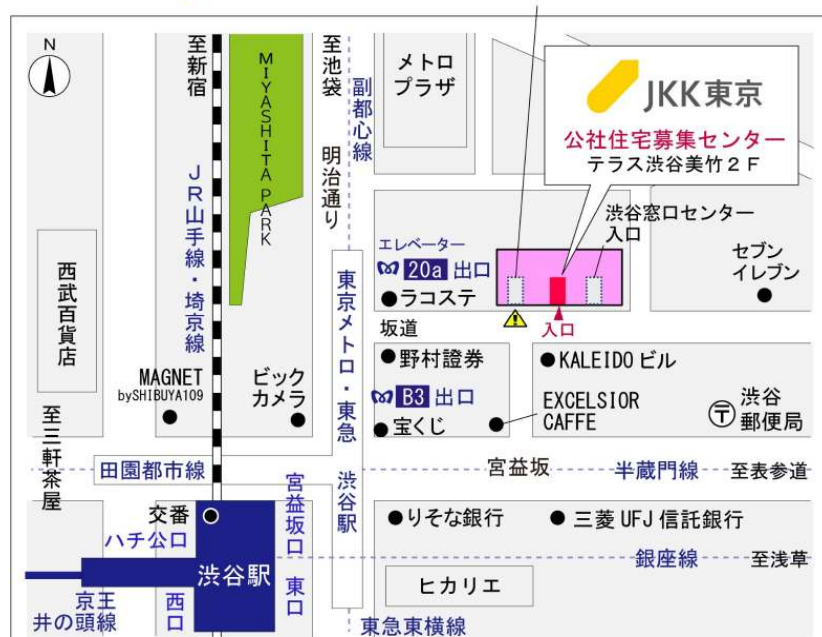 N
至新宿
MIYASHITA PARK
至池袋
副都心線
明治通り
メトロ
プラザ
JKK東京
公社住宅募集センター
テラス渋谷美竹２Ｆ
渋谷窓口センター
入口
JR山手線・埼京線
西武百貨店
エレベーター
20a 出口
ラコステ
入口
セブン
イレブン
坂道
東京メトロ・東急 渋谷駅
野村證券
KALEIDO ビル
MAGNET
bySHIBUYA109
ビック
カメラ
B3 出口
宝くじ
EXCELSIOR
CAFFE
渋谷
郵便局
至三軒茶屋
田園都市線
宮益坂
半蔵門線
至表参道
交番
ハチ公口
宮益坂口
りそな銀行
三菱 UFJ 信託銀行
渋谷駅
銀座線
至浅草
京王
井の頭線
西口
東口
ヒカリエ
東急東横線